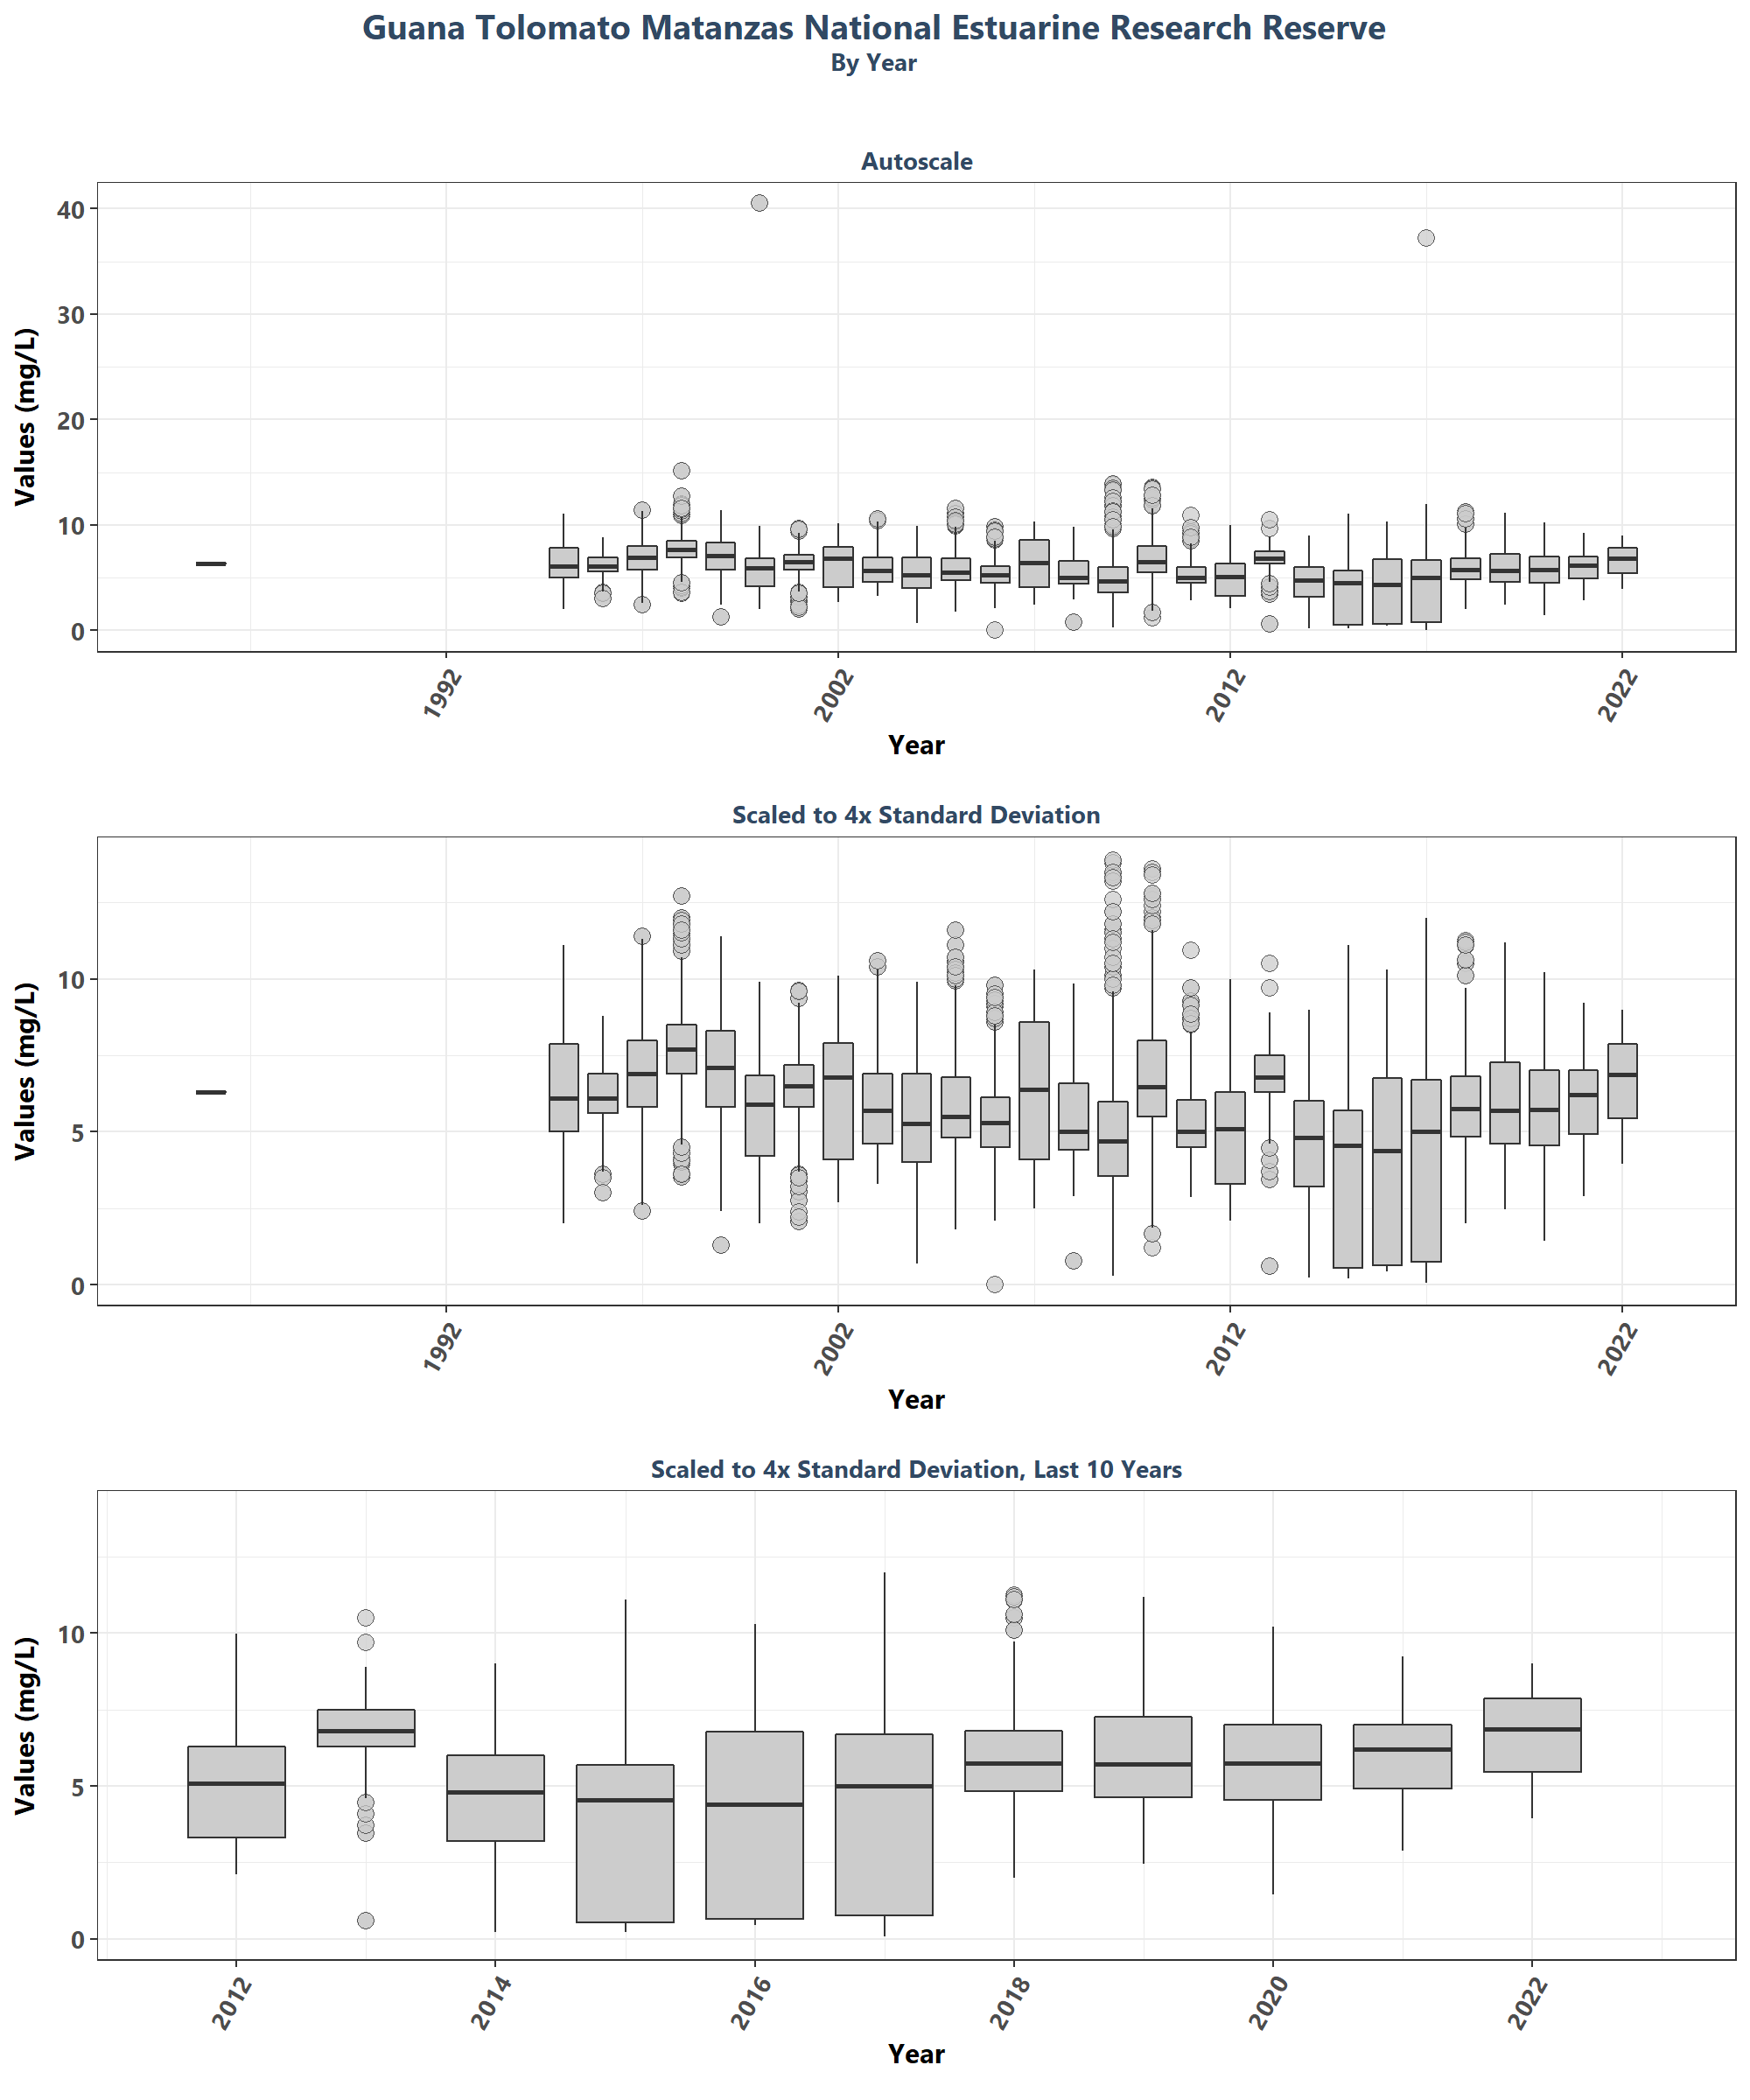 Guana Tolomato Matanzas National Estuarine Research Reserve
By Year
Autoscale
Values (mg/L)
40
30
20
10
0
1992
2002
2012
2022
Year
Scaled to 4x Standard Deviation
Values (mg/L)
10
5
0
1992
2002
2012
2022
Year
Scaled to 4x Standard Deviation, Last 10 Years
Values (mg/L)
10
5
0
2012
2014
2016
2018
2020
2022
Year